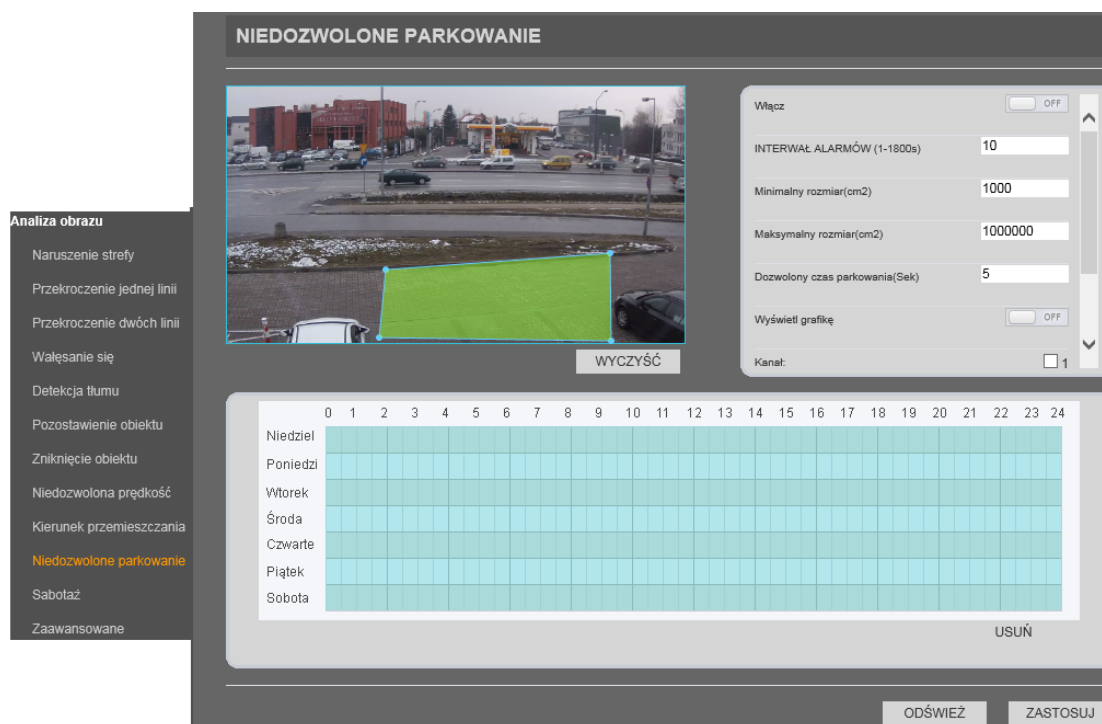 NIEDOZWOLONE PARKOWANIE
Analiza obrazu
Naruszenie strefy
Przekroczenie jednej linii
Przekroczenie dwóch linii
Wałęsanie się
Detekcja tłumu
Pozostawienie obiektu
Zniknięcie obiektu
Niedozwolona prędkość
Kierunek przemieszczania
Niedozwolone parkowanie
Sabotaż
Zaawansowane
WYCZYŚĆ
Włącz OFF
INTERWAŁ ALARMÓW (1-1800s) 10
Minimalny rozmiar(cm2) 1000
Maksymalny rozmiar(cm2) 1000000
Dozwolony czas parkowania(Sek) 5
Wyświetl grafikę OFF
Kanał: 1
0 1 2 3 4 5 6 7 8 9 10 11 12 13 14 15 16 17 18 19 20 21 22 23 24
Niedziel
Poniedzi
Wtorek
Środa
Czwarte
Piątek
Sobota
USUŃ
ODŚWIEŻ ZASTOSUJ